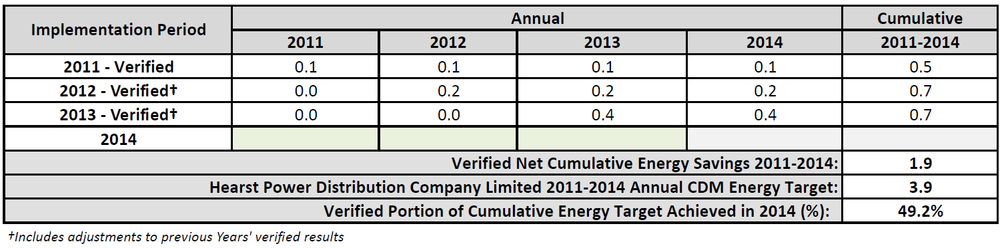 Implementation Period Annual Cumulative
2011 2012 2013 2014 2011-2014
2011 - Verified 0.1 0.1 0.1 0.1 0.5
2012 - Verified† 0.0 0.2 0.2 0.2 0.7
2013 - Verified† 0.0 0.0 0.4 0.4 0.7
2014
Verified Net Cumulative Energy Savings 2011-2014: 1.9
Hearst Power Distribution Company Limited 2011-2014 Annual CDM Energy Target: 3.9
Verified Portion of Cumulative Energy Target Achieved in 2014 (%): 49.2%
†Includes adjustments to previous Years' verified results